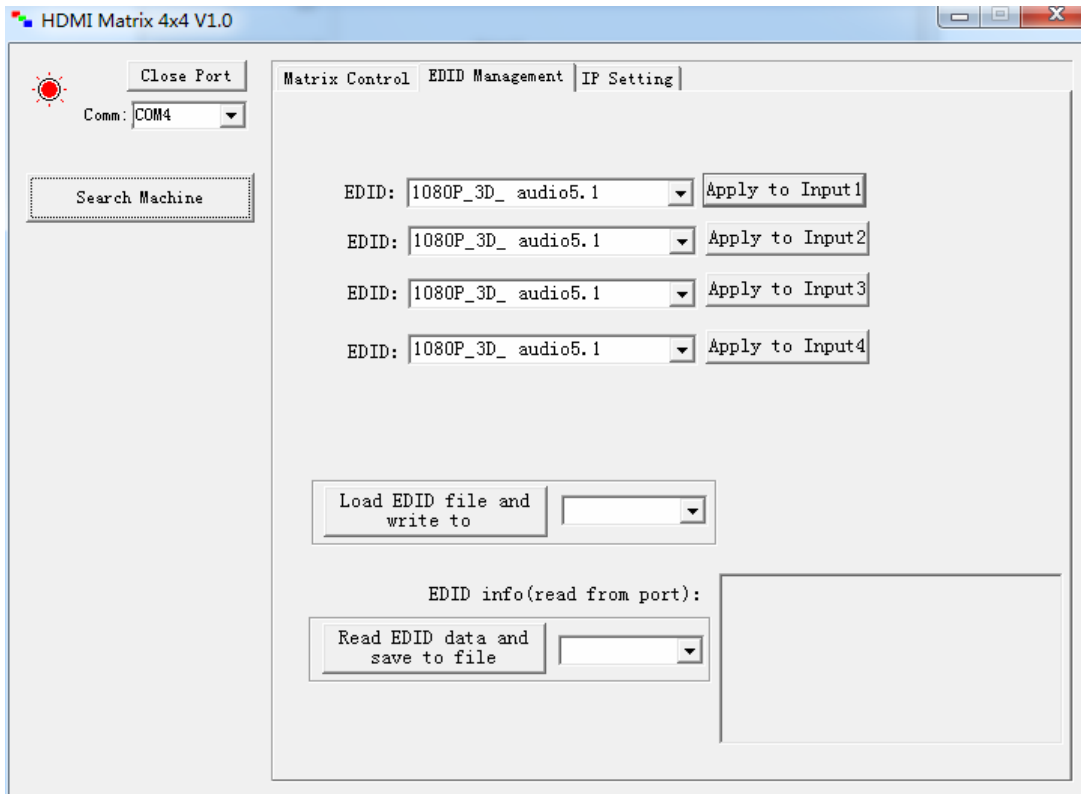 HDMI Matrix 4x4 V1.0
Close Port
Comm: COM4
Search Machine
Matrix Control EDID Management IP Setting
EDID: 1080P_3D_ audio5.1 Apply to Input1
EDID: 1080P_3D_ audio5.1 Apply to Input2
EDID: 1080P_3D_ audio5.1 Apply to Input3
EDID: 1080P_3D_ audio5.1 Apply to Input4
Load EDID file and
write to
EDID info(read from port):
Read EDID data and
save to file